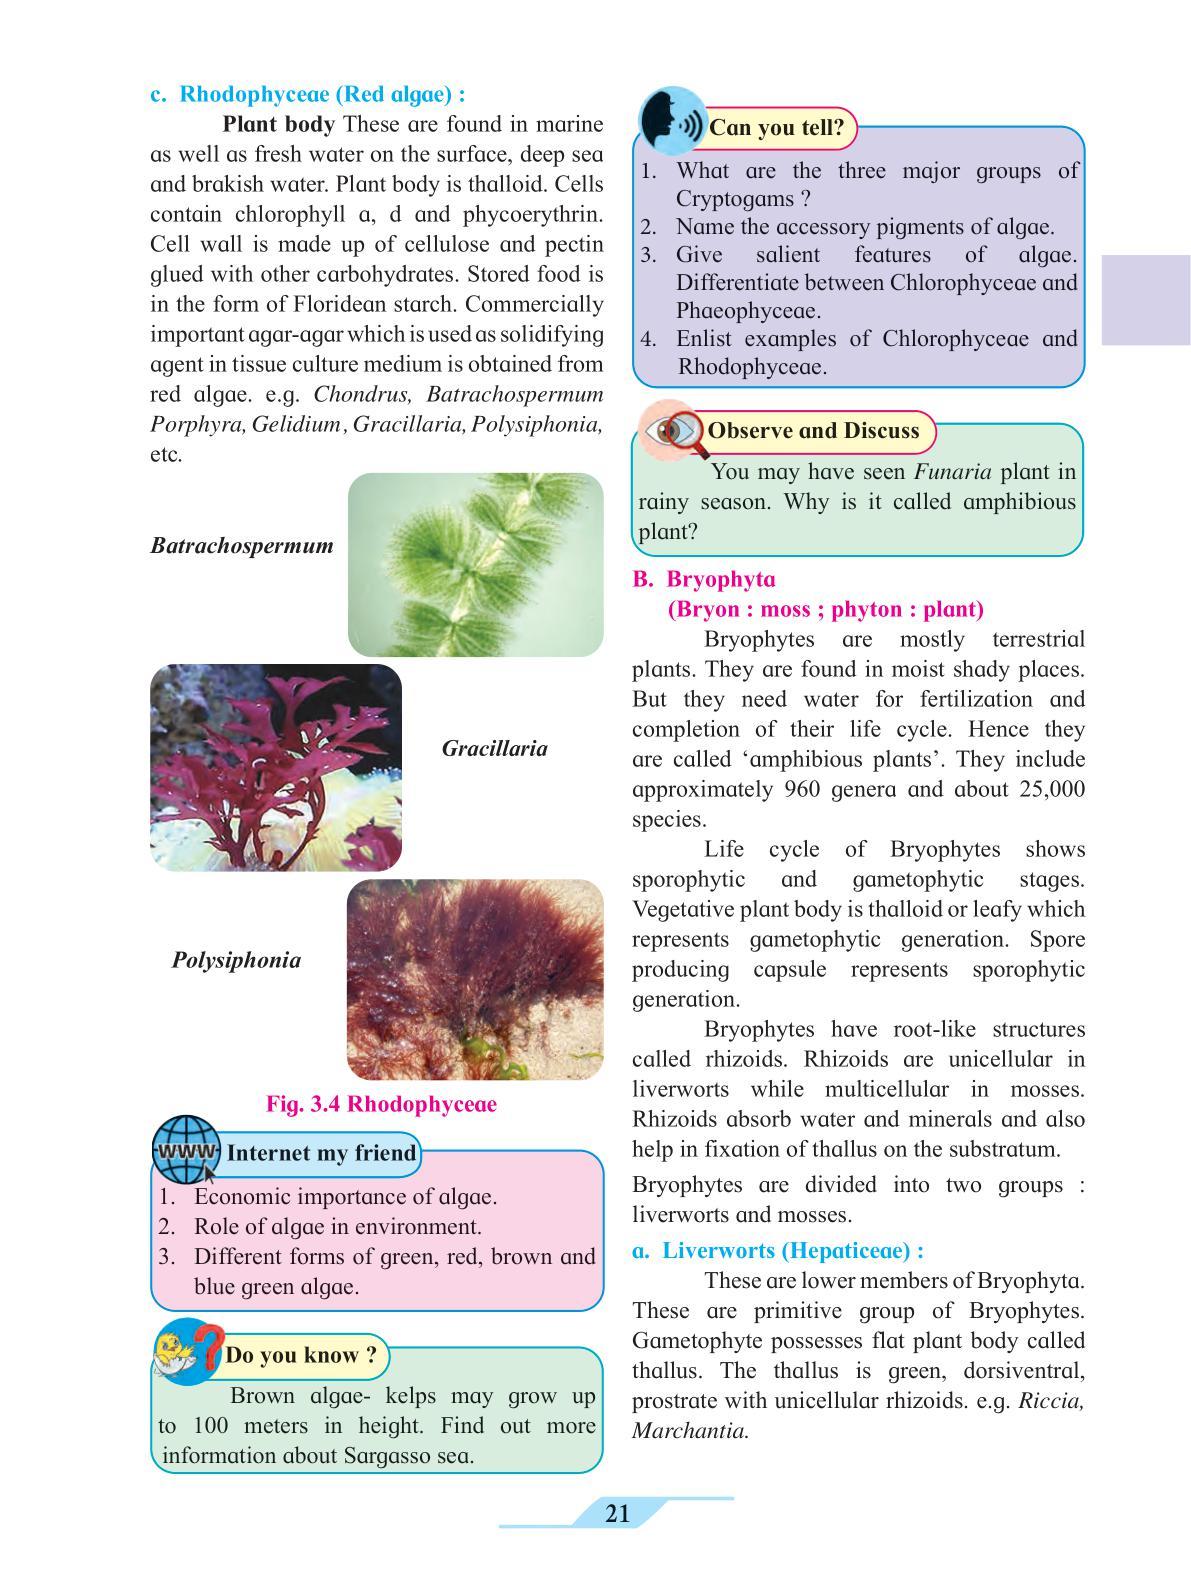 c. Rhodophyceae (Red algae) :
Plant body These are found in marine
as well as fresh water on the surface, deep sea
and brakish water. Plant body is thalloid. Cells
contain chlorophyll a, d and phycoerythrin.
Cell wall is made up of cellulose and pectin
glued with other carbohydrates. Stored food is
in the form of Floridean starch. Commercially
important agar-agar which is used as solidifying
agent in tissue culture medium is obtained from
red algae. e.g. Chondrus, Batrachospermum
Porphyra, Gelidium, Gracillaria, Polysiphonia,
etc.
Batrachospermum
Gracillaria
Polysiphonia
Fig. 3.4 Rhodophyceae
www
Internet my friend
1. Economic importance of algae.
2. Role of algae in environment.
3. Different forms of green, red, brown and
blue green algae.
Do you know ?
Brown algae- kelps may grow up
to 100 meters in height. Find out more
information about Sargasso sea.
Can you tell?
1. What are the three major groups of
Cryptogams ?
2. Name the accessory pigments of algae.
3. Give salient features of algae.
Differentiate between Chlorophyceae and
Phaeophyceae.
4. Enlist examples of Chlorophyceae and
Rhodophyceae.
Observe and Discuss
You may have seen Funaria plant in
rainy season. Why is it called amphibious
plant?
B. Bryophyta
(Bryon : moss ; phyton : plant)
Bryophytes are mostly terrestrial
plants. They are found in moist shady places.
But they need water for fertilization and
completion of their life cycle. Hence they
are called ‘amphibious plants’. They include
approximately 960 genera and about 25,000
species.
Life cycle of Bryophytes shows
sporophytic and gametophytic stages.
Vegetative plant body is thalloid or leafy which
represents gametophytic generation. Spore
producing capsule represents sporophytic
generation.
Bryophytes have root-like structures
called rhizoids. Rhizoids are unicellular in
liverworts while multicellular in mosses.
Rhizoids absorb water and minerals and also
help in fixation of thallus on the substratum.
Bryophytes are divided into two groups :
liverworts and mosses.
a. Liverworts (Hepaticeae) :
These are lower members of Bryophyta.
These are primitive group of Bryophytes.
Gametophyte possesses flat plant body called
thallus. The thallus is green, dorsiventral,
prostrate with unicellular rhizoids. e.g. Riccia,
Marchantia.
21